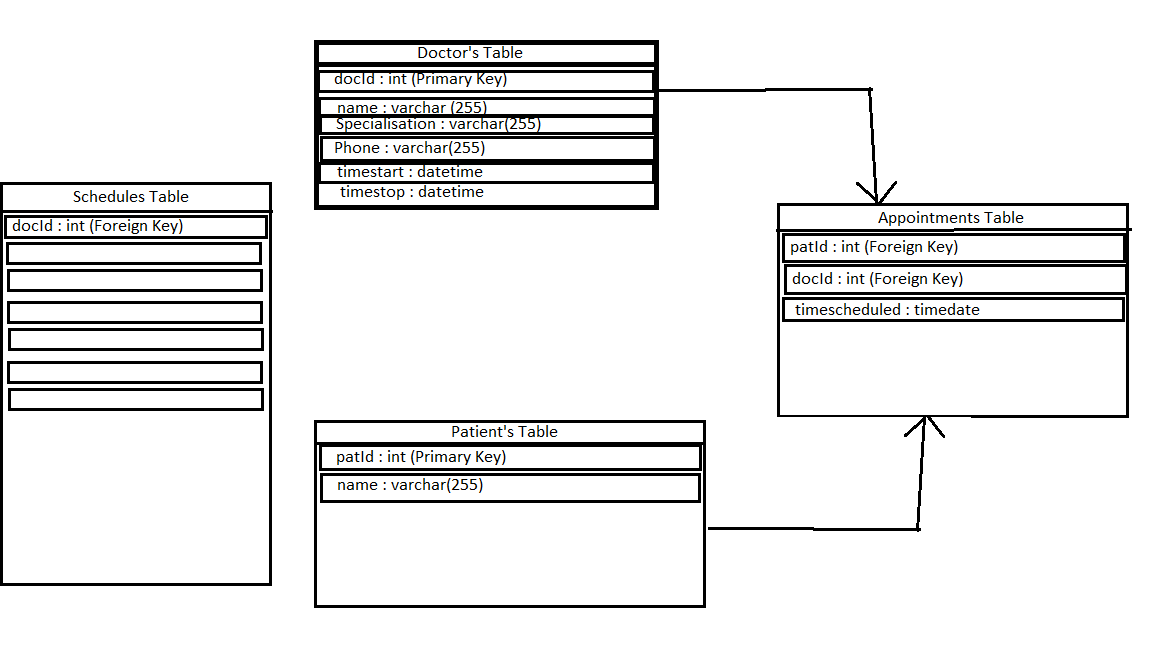 Doctor's Table
docId : int (Primary Key)
name : varchar (255)
Specialisation : varchar(255)
Phone : varchar(255)
timestart : datetime
timestop : datetime
Schedules Table
docId : int (Foreign Key)
Appointments Table
patId : int (Foreign Key)
docId : int (Foreign Key)
timescheduled : timedate
Patient's Table
patId : int (Primary Key)
name : varchar(255)